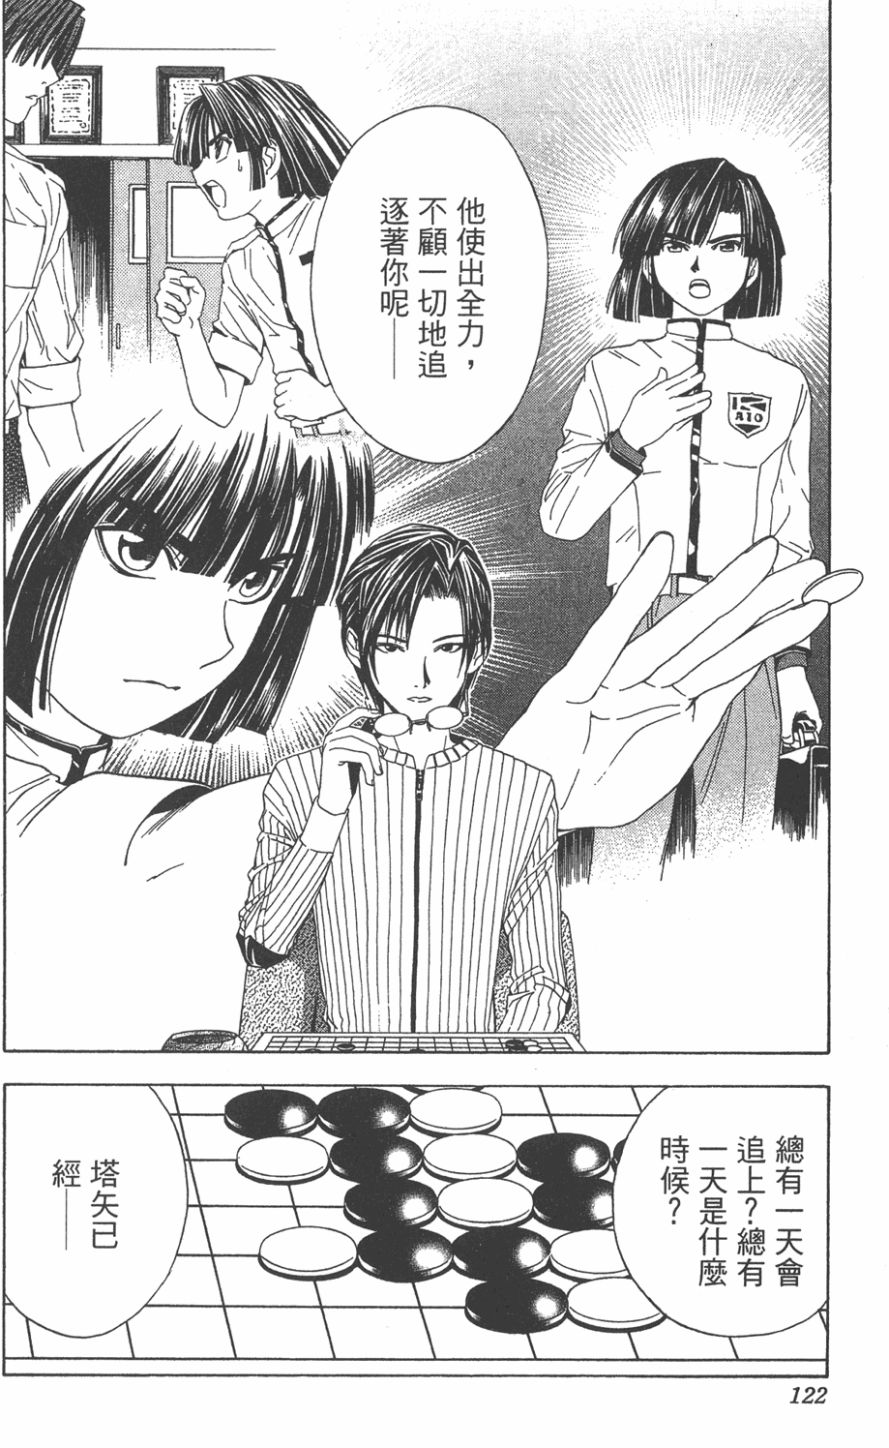 他使出全力，
不顧一切地追
逐著你呢——
K
AIO
總有一天會
追上？總有
一天是什麼
時候？
塔矢已
經——
122